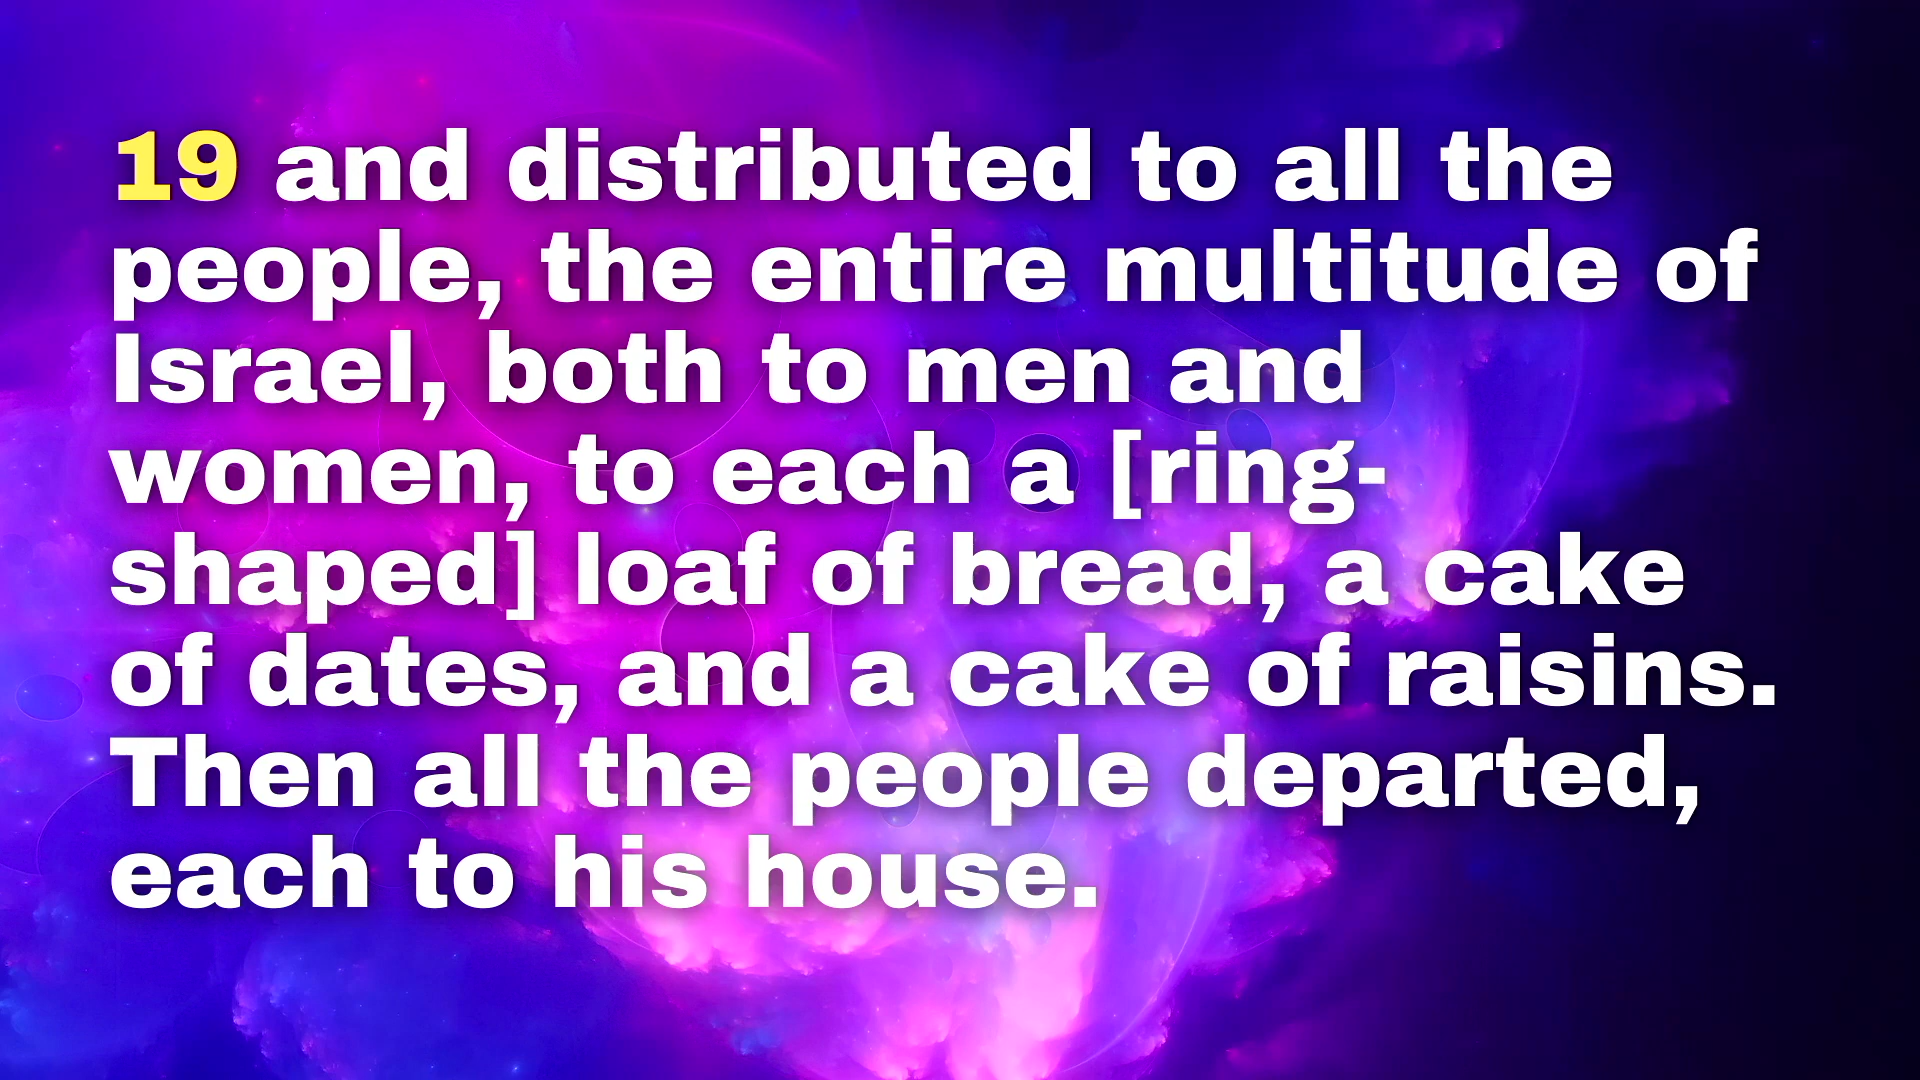 19 and distributed to all the
people, the entire multitude of
Israel, both to men and
women, to each a [ring-
shaped] loaf of bread, a cake
of dates, and a cake of raisins.
Then all the people departed,
each to his house.